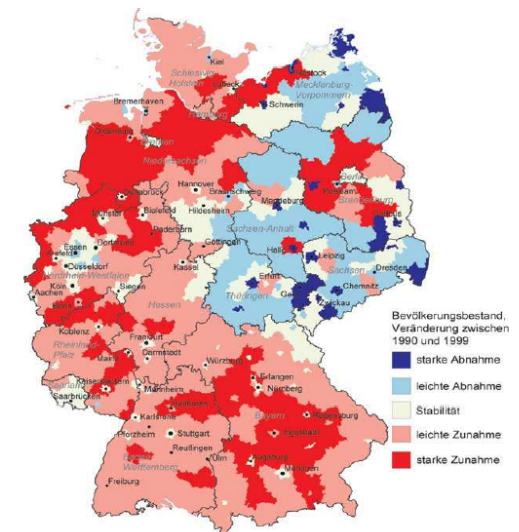 Kiel
Schleswig-
Holstein
Rostock
Mecklenburg-
Vorpommern
Lübeck
Schwerin
Bremerhaven
Hamburg
Oldenburg
Bremen
Niedersachsen
Berlin
Potsdam
Brandenburg
Hannover
Braunschweig
Osnabrück
Magdeburg
Münster
Bielefeld
Hildesheim
Cottbus
Sachsen-Anhalt
Paderborn
Essen
Dortmund
Göttingen
Halle
Leipzig
Düsseldorf
Kassel
Nordrhein-Westfalen
Sachsen
Dresden
Köln
Erfurt
Chemnitz
Aachen
Siegen
Thüringen
Zwickau
Hessen
Bonn
Koblenz
Rheinland-
Pfalz
Frankfurt
Mainz
Darmstadt
Würzburg
Erlangen
Kaiserslautern
Mannheim
Nürnberg
Saarland
Saarbrücken
Karlsruhe
Bayern
Regensburg
Pforzheim
Stuttgart
Ingolstadt
Reutlingen
Baden-
Württemberg
Ulm
Augsburg
München
Freiburg
Bevölkerungsbestand,
Veränderung zwischen
1990 und 1999
starke Abnahme
leichte Abnahme
Stabilität
leichte Zunahme
starke Zunahme